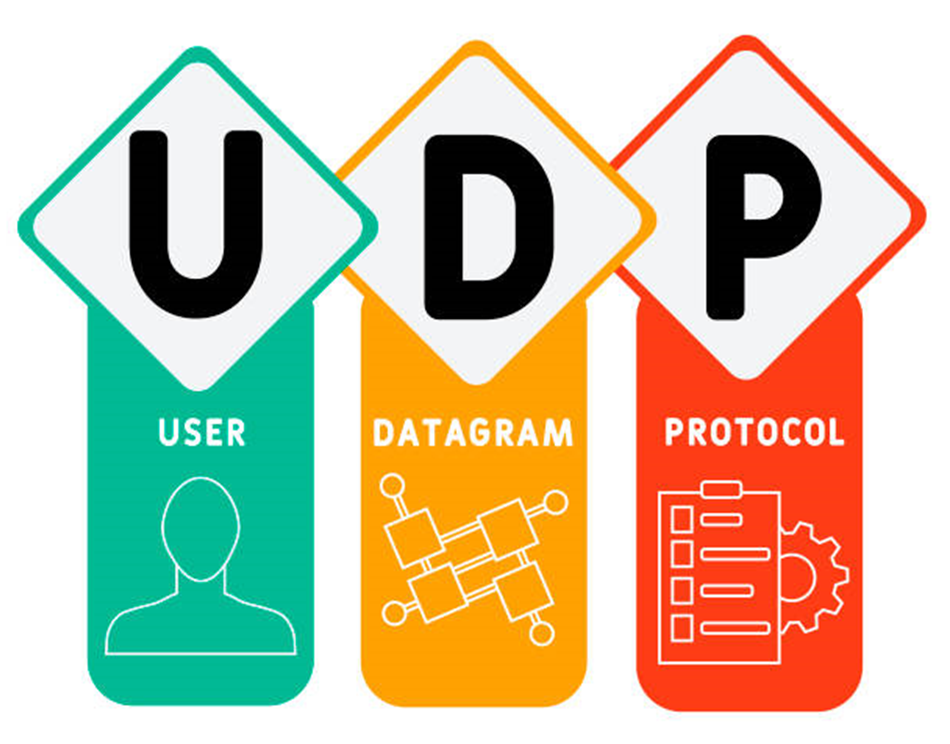 U D P
USER DATAGRAM PROTOCOL